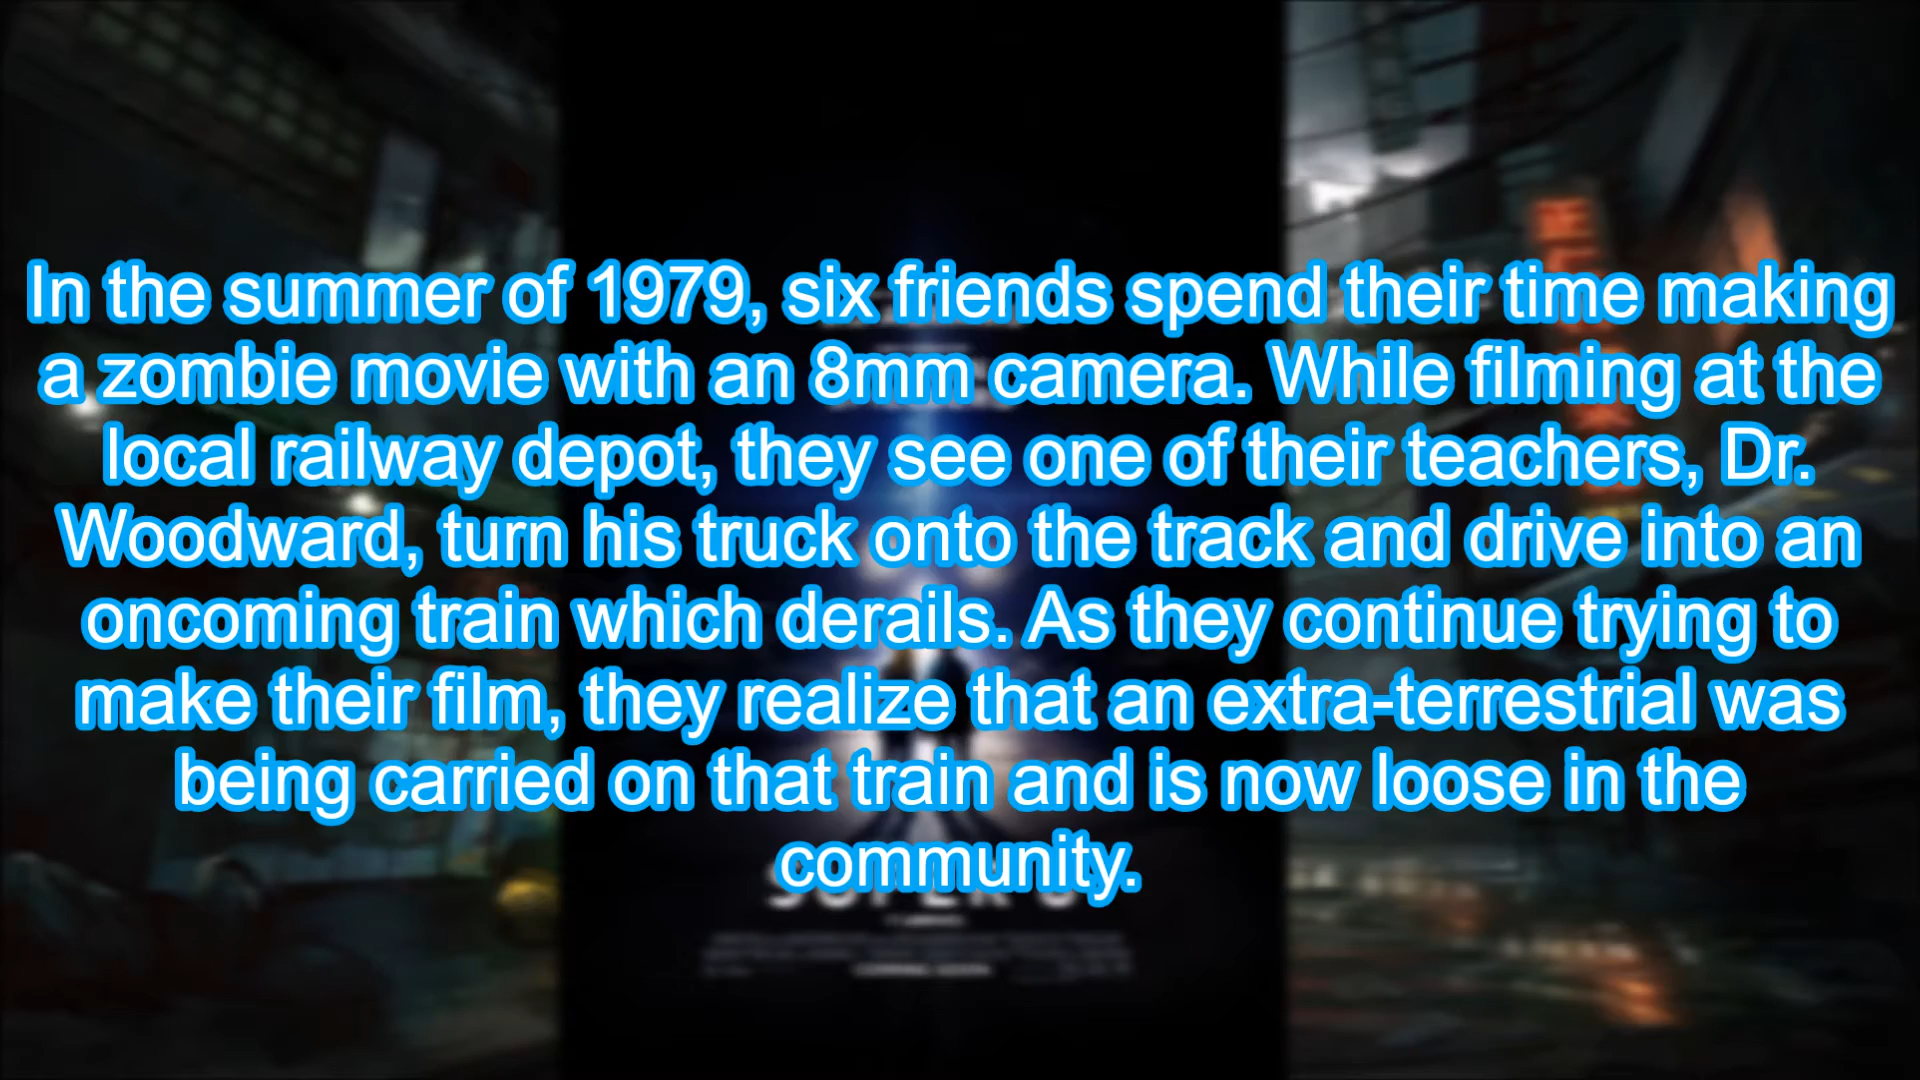 In the summer of 1979, six friends spend their time making
a zombie movie with an 8mm camera. While filming at the
local railway depot, they see one of their teachers, Dr.
Woodward, turn his truck onto the track and drive into an
oncoming train which derails. As they continue trying to
make their film, they realize that an extra-terrestrial was
being carried on that train and is now loose in the
community.
SUPER 8